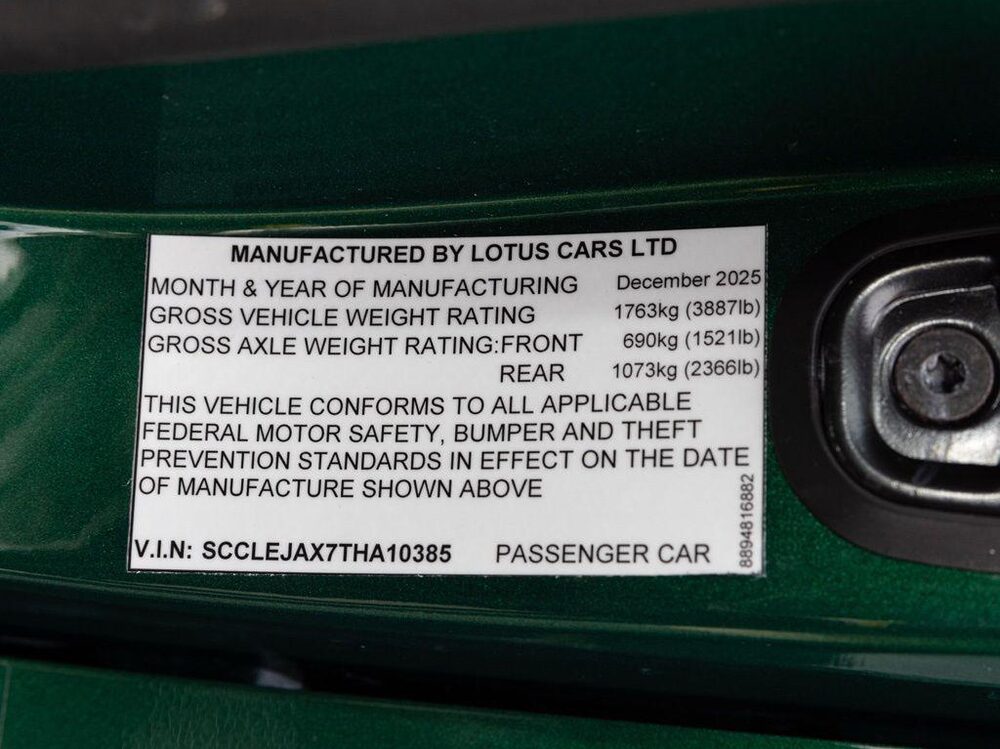 MANUFACTURED BY LOTUS CARS LTD
MONTH & YEAR OF MANUFACTURING December 2025
GROSS VEHICLE WEIGHT RATING 1763kg (3887lb)
GROSS AXLE WEIGHT RATING:FRONT 690kg (1521lb)
REAR 1073kg (2366lb)
THIS VEHICLE CONFORMS TO ALL APPLICABLE
FEDERAL MOTOR SAFETY, BUMPER AND THEFT
PREVENTION STANDARDS IN EFFECT ON THE DATE
OF MANUFACTURE SHOWN ABOVE
V.I.N: SCCLEJAX7THA10385 PASSENGER CAR
8894816882